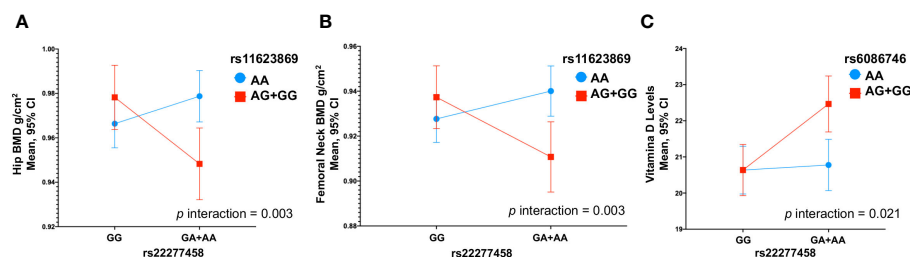 A
Hip BMD g/cm²
Mean, 95% CI
1.00
0.98
0.96
0.94
0.92
rs11623869
AA
AG+GG
p interaction = 0.003
GG
GA+AA
rs22277458
B
Femoral Neck BMD g/cm²
Mean, 95% CI
0.96
0.94
0.92
0.90
0.88
rs11623869
AA
AG+GG
p interaction = 0.003
GG
GA+AA
rs22277458
C
Vitamina D Levels
Mean, 95% CI
24
23
22
21
20
19
rs6086746
AA
AG+GG
p interaction = 0.021
GG
GA+AA
rs22277458